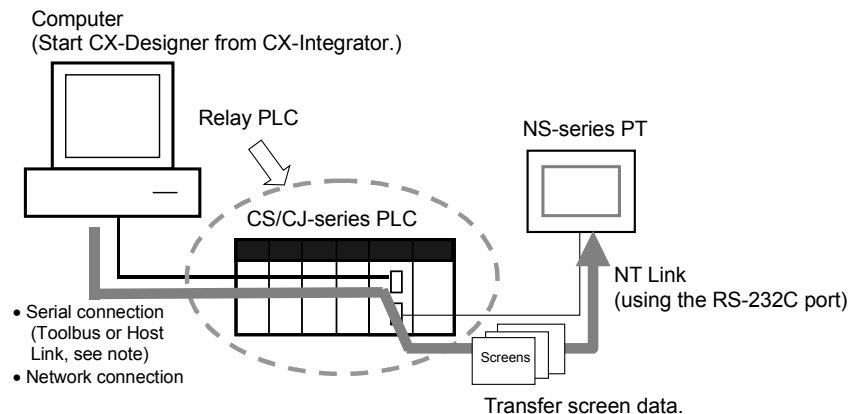 Computer
(Start CX-Designer from CX-Integrator.)
Relay PLC
NS-series PT
CS/CJ-series PLC
NT Link
(using the RS-232C port)
• Serial connection
(Toolbus or Host
Link, see note)
• Network connection
Screens
Transfer screen data.